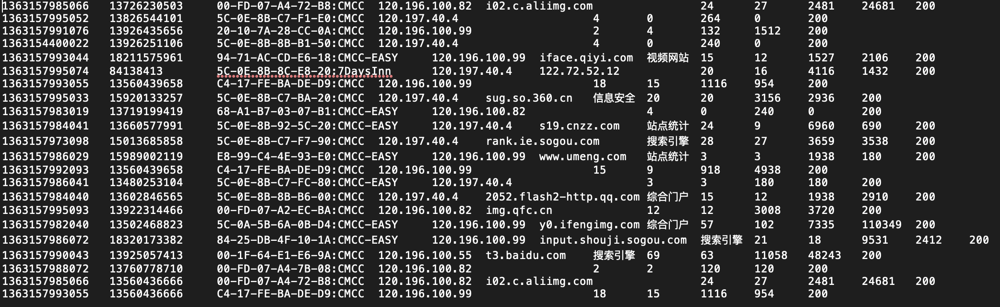 1363157985066	13726230503	00-FD-07-A4-72-B8:CMCC	120.196.100.82	i02.c.aliimg.com		24	27	2481	24681	200
1363157995052	13826544101	5C-0E-8B-C7-F1-E0:CMCC	120.197.40.4			4	0	264	0	200
1363157991076	13926435656	20-10-7A-28-CC-0A:CMCC	120.196.100.99			2	4	132	1512	200
1363154400022	13926251106	5C-0E-8B-8B-B1-50:CMCC	120.197.40.4			4	0	240	0	200
1363157993044	18211575961	94-71-AC-CD-E6-18:CMCC-EASY	120.196.100.99	iface.qiyi.com	视频网站	15	12	1527	2106	200
1363157995074	84138413	5C-0E-8B-8C-E8-20:7DaysInn	120.197.40.4	122.72.52.12		20	16	4116	1432	200
1363157993055	13560439658	C4-17-FE-BA-DE-D9:CMCC	120.196.100.99			18	15	1116	954	200
1363157995033	15920133257	5C-0E-8B-C7-BA-20:CMCC	120.197.40.4	sug.so.360.cn	信息安全	20	20	3156	2936	200
1363157983019	13719199419	68-A1-B7-03-07-B1:CMCC-EASY	120.196.100.82			4	0	240	0	200
1363157984041	13660577991	5C-0E-8B-92-5C-20:CMCC-EASY	120.197.40.4	s19.cnzz.com	站点统计	24	9	6960	690	200
1363157973098	15013685858	5C-0E-8B-C7-F7-90:CMCC	120.197.40.4	rank.ie.sogou.com	搜索引擎	28	27	3659	3538	200
1363157986029	15989002119	E8-99-C4-4E-93-E0:CMCC-EASY	120.196.100.99	www.umeng.com	站点统计	3	3	1938	180	200
1363157992093	13560439658	C4-17-FE-BA-DE-D9:CMCC	120.196.100.99			15	9	918	4938	200
1363157986041	13480253104	5C-0E-8B-C7-FC-80:CMCC-EASY	120.197.40.4			3	3	180	180	200
1363157984040	13602846565	5C-0E-8B-8B-B6-00:CMCC	120.197.40.4	2052.flash2-http.qq.com	综合门户	15	12	1938	2910	200
1363157995093	13922314466	00-FD-07-A2-EC-BA:CMCC	120.196.100.82	img.qfc.cn		12	12	3008	3720	200
1363157982040	13502468823	5C-0A-5B-6A-0B-D4:CMCC-EASY	120.196.100.99	y0.ifengimg.com	综合门户	57	102	7335	110349	200
1363157986072	18320173382	84-25-DB-4F-10-1A:CMCC-EASY	120.196.100.99	input.shouji.sogou.com	搜索引擎	21	18	9531	2412	200
1363157990043	13925057413	00-1F-64-E1-E6-9A:CMCC	120.196.100.55	t3.baidu.com	搜索引擎	69	63	11058	48243	200
1363157988072	13760778710	00-FD-07-A4-7B-08:CMCC	120.196.100.82			2	2	120	120	200
1363157985066	13560436666	00-FD-07-A4-72-B8:CMCC	120.196.100.82	i02.c.aliimg.com		24	27	2481	24681	200
1363157993055	13560436666	C4-17-FE-BA-DE-D9:CMCC	120.196.100.99			18	15	1116	954	200